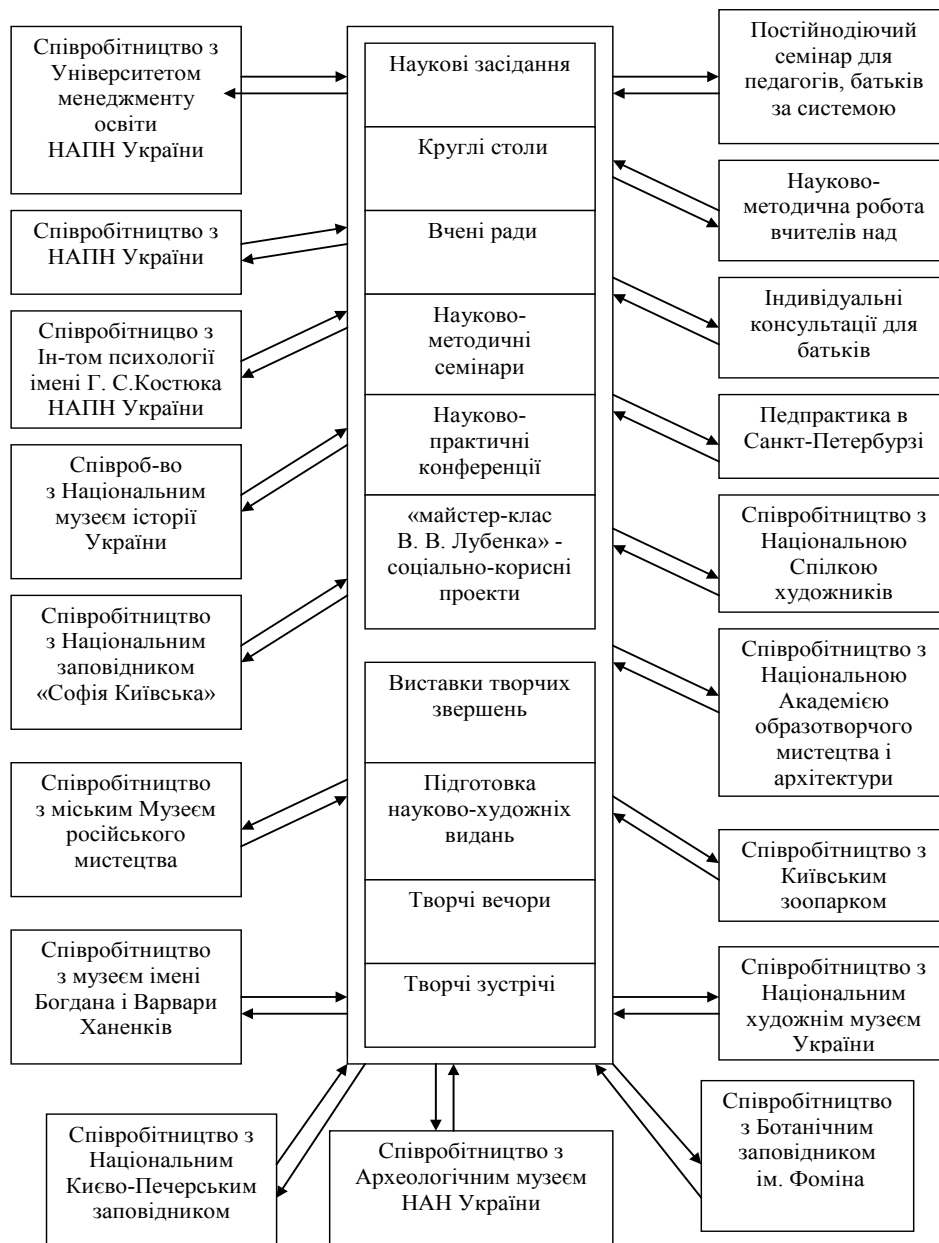 Співробітництво з
Університетом
менеджменту
освіти
НАПН України
Співробітництво з
НАПН України
Співробітницво з
Ін-том психології
імені Г. С.Костюка
НАПН України
Співроб-во
з Національним
музеєм історії
України
Співробітництво
з Національним
заповідником
«Софія Київська»
Співробітництво
з міським Музеєм
російського
мистецтва
Співробітництво
з музеєм імені
Богдана і Варвари
Ханенків
Наукові засідання
Круглі столи
Вчені ради
Науково-
методичні
семінари
Науково-
практичні
конференції
«майстер-клас
В. В. Лубенка» -
соціально-корисні
проекти
Виставки творчих
звершень
Підготовка
науково-художніх
видань
Творчі вечори
Творчі зустрічі
Постійнодіючий
семінар для
педагогів, батьків
за системою
Науково-
методична робота
вчителів над
Індивідуальні
консультації для
батьків
Педпрактика в
Санкт-Петербурзі
Співробітництво з
Національною
Спілкою
художників
Співробітництво з
Національною
Академією
образотворчого
мистецтва і
архітектури
Співробітництво з
Київським
зоопарком
Співробітництво з
Національним
художнім музеєм
України
Співробітництво з
Національним
Києво-Печерським
заповідником
Співробітництво з
Археологічним музеєм
НАН України
Співробітництво
з Ботанічним
заповідником
ім. Фоміна